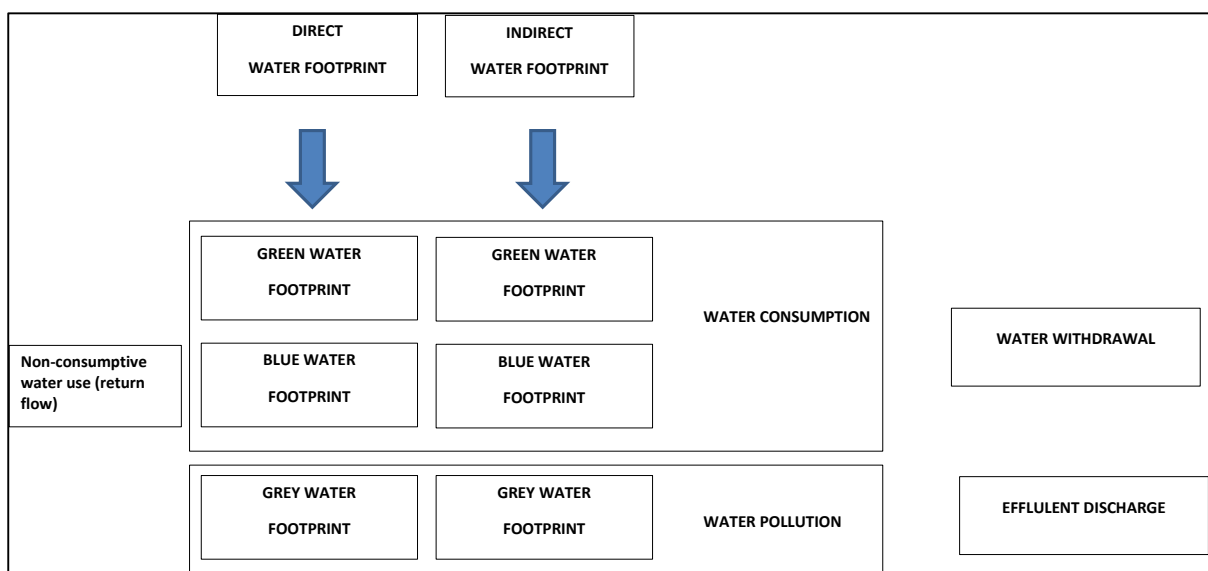 DIRECT
WATER FOOTPRINT
INDIRECT
WATER FOOTPRINT
GREEN WATER
FOOTPRINT
GREEN WATER
FOOTPRINT
WATER CONSUMPTION
WATER WITHDRAWAL
Non-consumptive
water use (return
flow)
BLUE WATER
FOOTPRINT
BLUE WATER
FOOTPRINT
GREY WATER
FOOTPRINT
GREY WATER
FOOTPRINT
WATER POLLUTION
EFFLULENT DISCHARGE